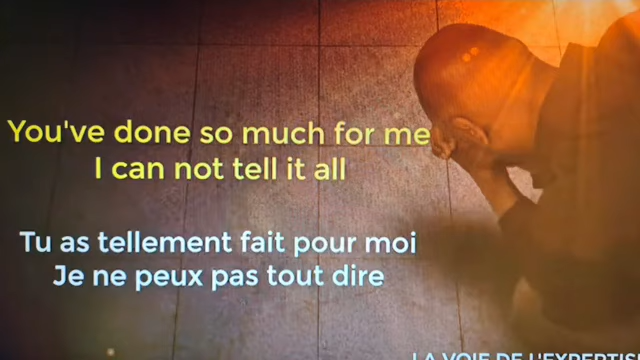 You've done so much for me
I can not tell it all
Tu as tellement fait pour moi
Je ne peux pas tout dire
LA VOIE DE L'EXPERTISE